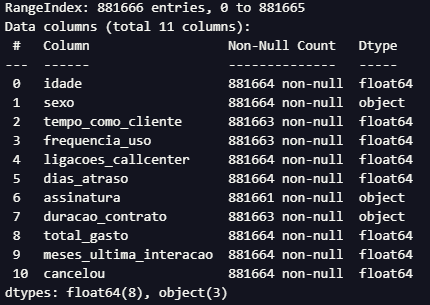 RangeIndex: 881666 entries, 0 to 881665
Data columns (total 11 columns):
 #   Column                  Non-Null Count   Dtype
---  ------                  --------------   -----
 0   idade                   881664 non-null  float64
 1   sexo                    881664 non-null  object
 2   tempo_como_cliente      881663 non-null  float64
 3   frequencia_uso          881663 non-null  float64
 4   ligacoes_callcenter     881664 non-null  float64
 5   dias_atraso             881664 non-null  float64
 6   assinatura              881661 non-null  object
 7   duracao_contrato        881663 non-null  object
 8   total_gasto             881664 non-null  float64
 9   meses_ultima_interacao  881664 non-null  float64
 10  cancelou                881664 non-null  float64
dtypes: float64(8), object(3)